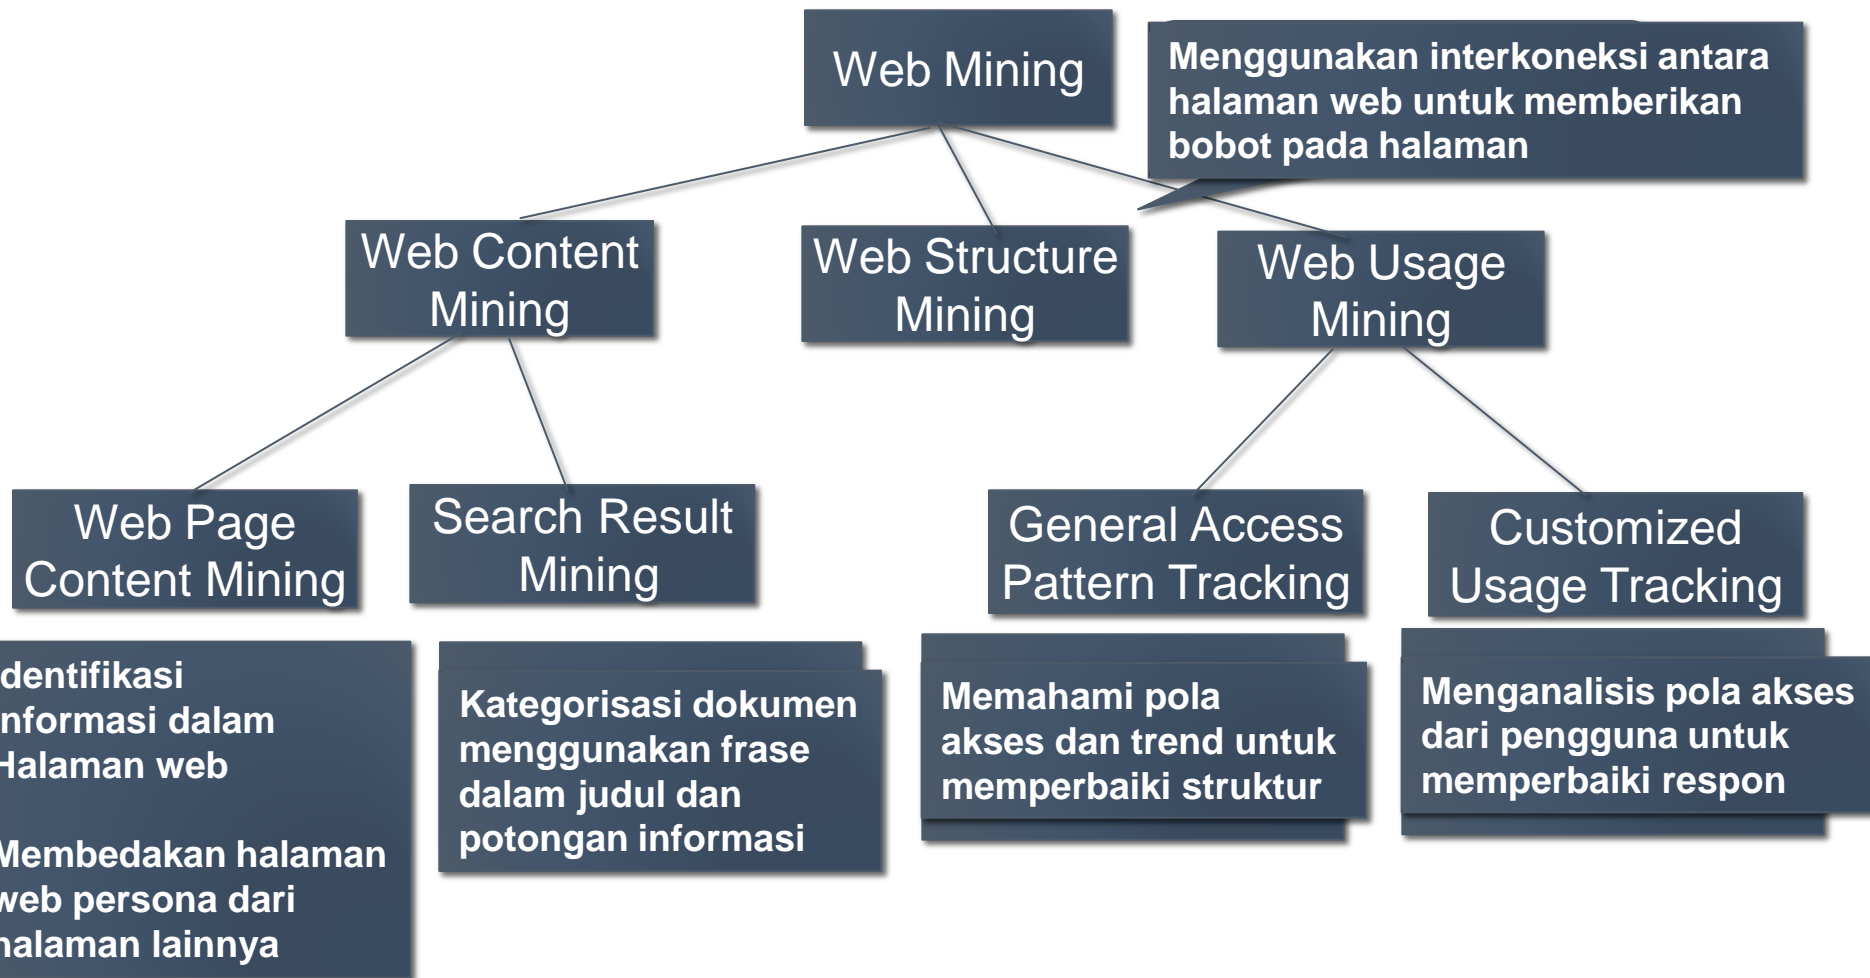 Web Mining
Menggunakan interkoneksi antara
halaman web untuk memberikan
bobot pada halaman
Web Content
Mining
Web Structure
Mining
Web Usage
Mining
Web Page
Content Mining
Search Result
Mining
General Access
Pattern Tracking
Customized
Usage Tracking
dentifikasi
nformasi dalam
Halaman web
Membedakan halaman
web persona dari
halaman lainnya
Kategorisasi dokumen
menggunakan frase
dalam judul dan
potongan informasi
Memahami pola
akses dan trend untuk
memperbaiki struktur
Menganalisis pola akses
dari pengguna untuk
memperbaiki respon